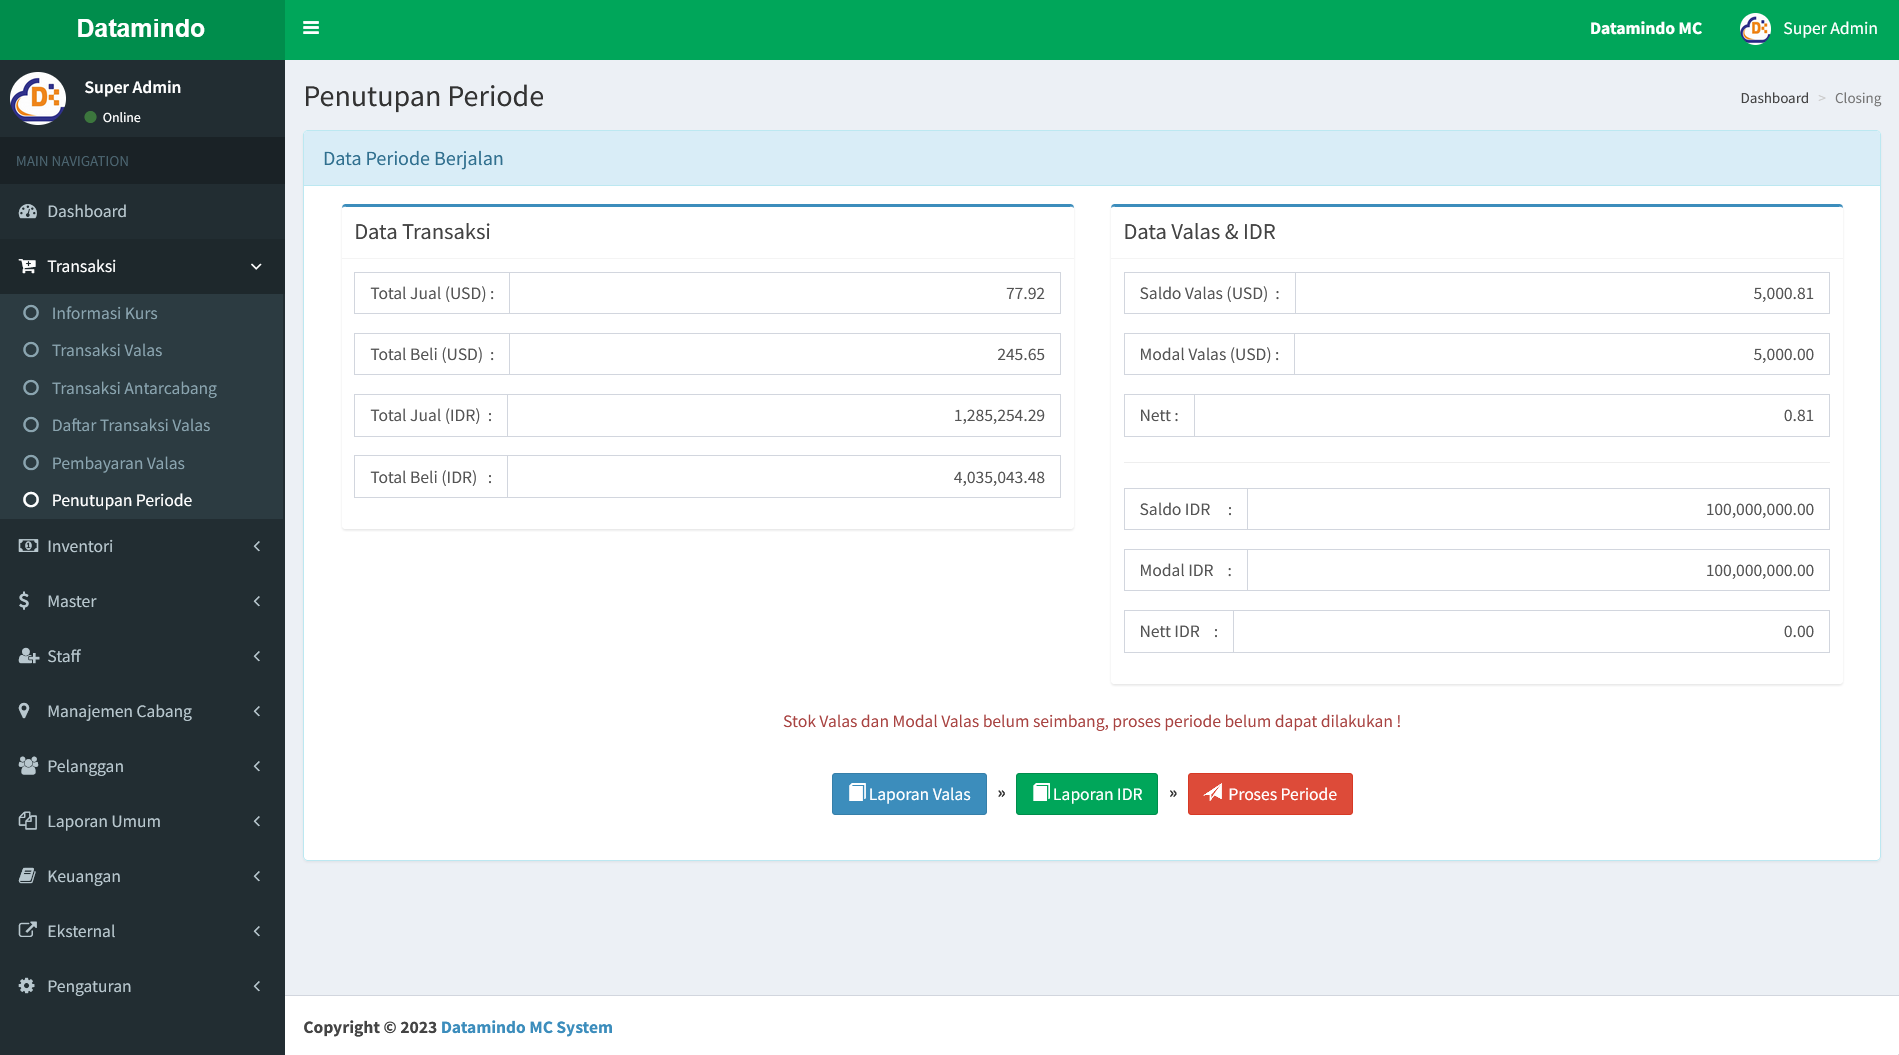 Datamindo
Datamindo MC
Super Admin
Super Admin
Online
MAIN NAVIGATION
Dashboard
Transaksi
Informasi Kurs
Transaksi Valas
Transaksi Antarcabang
Daftar Transaksi Valas
Pembayaran Valas
Penutupan Periode
Inventori
Master
Staff
Manajemen Cabang
Pelanggan
Laporan Umum
Keuangan
Eksternal
Pengaturan
Penutupan Periode
Dashboard > Closing
Data Periode Berjalan
Data Transaksi
Total Jual (USD) : 77.92
Total Beli (USD) : 245.65
Total Jual (IDR) : 1,285,254.29
Total Beli (IDR) : 4,035,043.48
Data Valas & IDR
Saldo Valas (USD) : 5,000.81
Modal Valas (USD) : 5,000.00
Nett : 0.81
Saldo IDR : 100,000,000.00
Modal IDR : 100,000,000.00
Nett IDR : 0.00
Stok Valas dan Modal Valas belum seimbang, proses periode belum dapat dilakukan !
Laporan Valas » Laporan IDR » Proses Periode
Copyright © 2023 Datamindo MC System